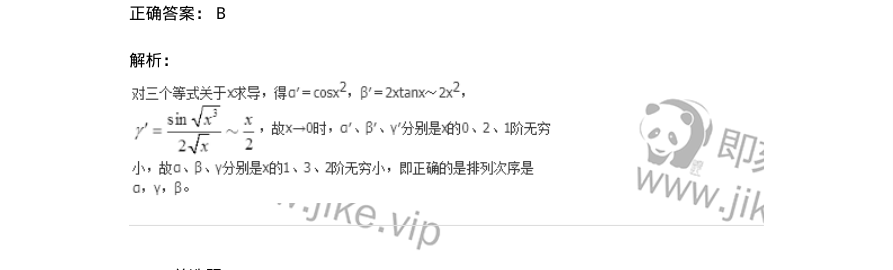 正确答案: B
解析:
对三个等式关于x求导，得α′=cosx²，β′=2xtanx～2x²，
γ′=sin√x³/2√x～x/2，故x→0时，α′、β′、γ′分别是x的0、2、1阶无穷
小，故α、β、γ分别是x的1、3、2阶无穷小，即正确的是排列次序是
α，γ，β。
www.jik
w.jike.vip